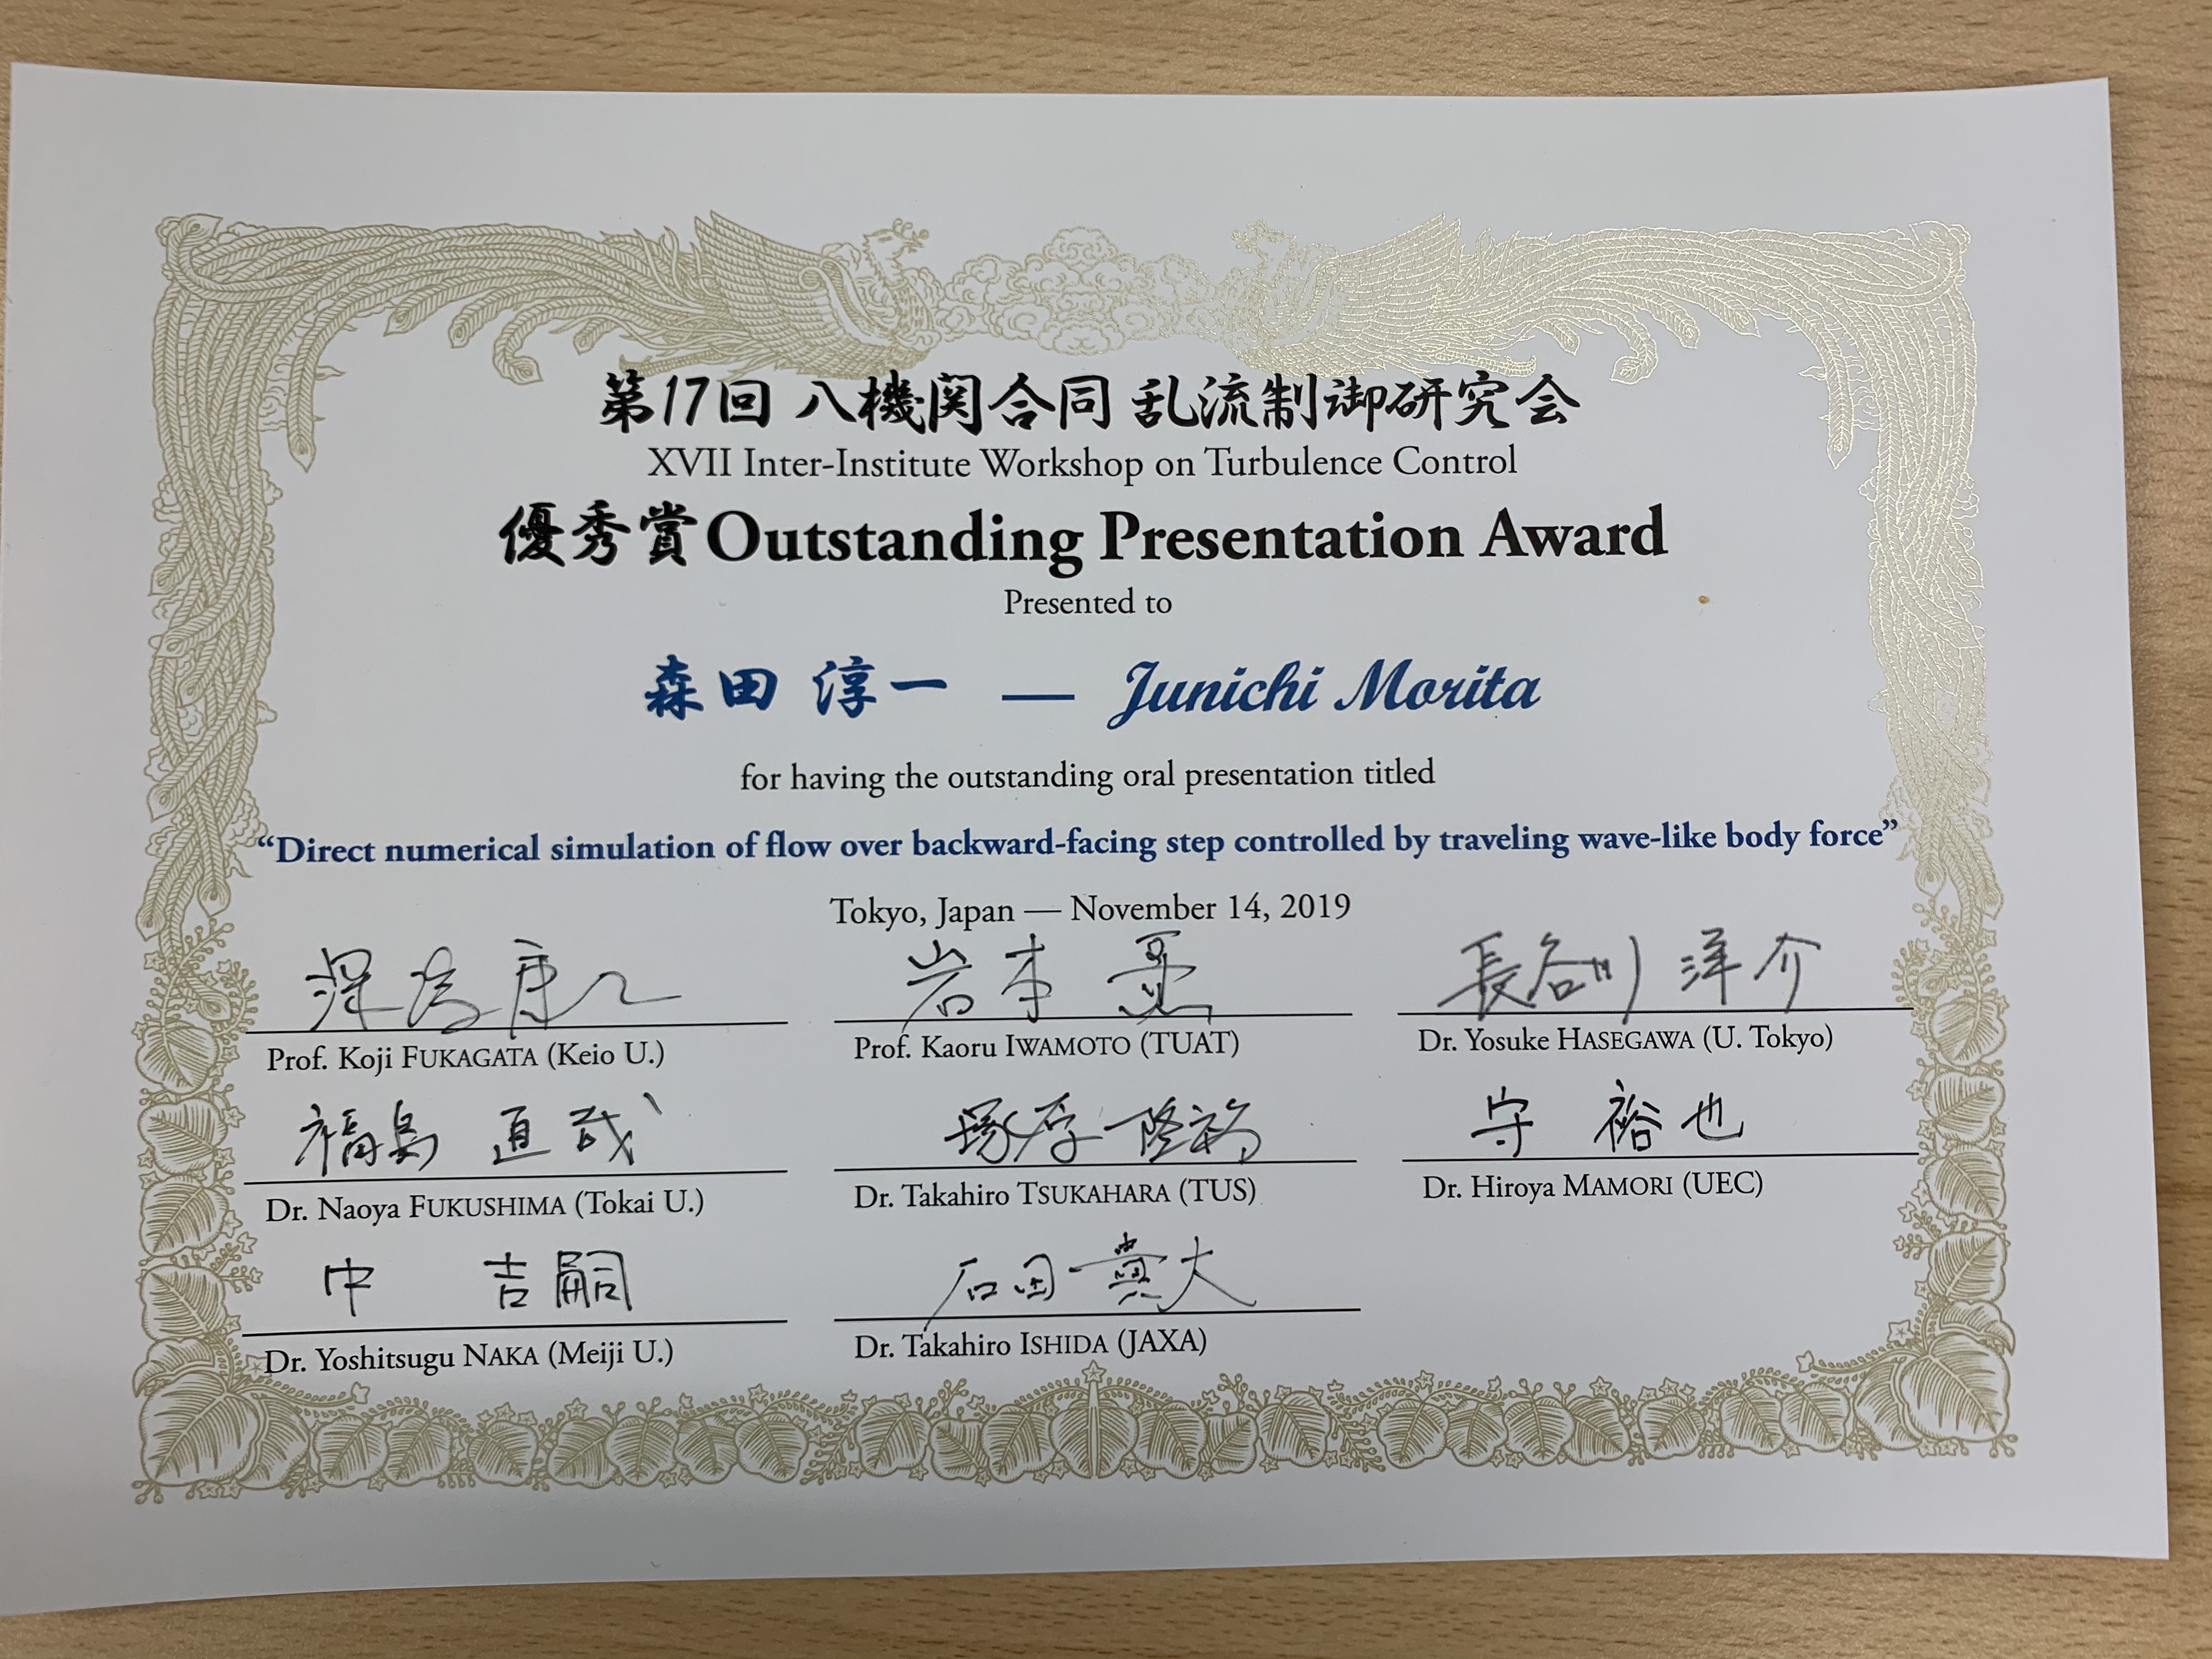 第17回 八機関合同 乱流制御研究会
XVII Inter-Institute Workshop on Turbulence Control
優秀賞 Outstanding Presentation Award
Presented to
森田 淳一 — Junichi Morita
for having the outstanding oral presentation titled
“Direct numerical simulation of flow over backward-facing step controlled by traveling wave-like body force”
Tokyo, Japan — November 14, 2019
深潟康二 岩本 薫 長谷川 洋介
Prof. Koji FUKAGATA (Keio U.) Prof. Kaoru IWAMOTO (TUAT) Dr. Yosuke HASEGAWA (U. Tokyo)
福島 直哉 塚原 隆裕 守 裕也
Dr. Naoya FUKUSHIMA (Tokai U.) Dr. Takahiro TSUKAHARA (TUS) Dr. Hiroya MAMORI (UEC)
中 吉嗣 石田 貴大
Dr. Yoshitsugu NAKA (Meiji U.) Dr. Takahiro ISHIDA (JAXA)